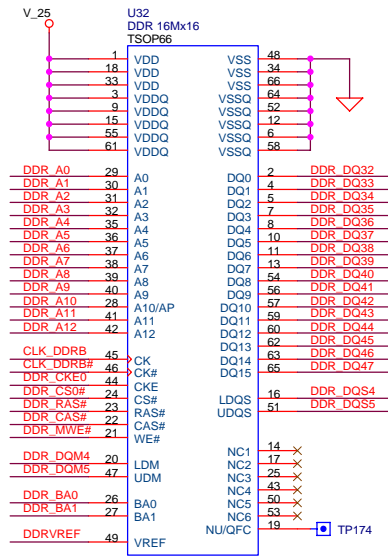 V_25
U32
DDR 16Mx16
TSOP66
1 VDD VSS 48
18 VDD VSS 34
33 VDD VSS 66
3 VDDQ VSSQ 64
9 VDDQ VSSQ 52
15 VDDQ VSSQ 12
55 VDDQ VSSQ 6
61 VDDQ VSSQ 58
DDR_A0 29 A0 DQ0 2 DDR_DQ32
DDR_A1 30 A1 DQ1 4 DDR_DQ33
DDR_A2 31 A2 DQ2 5 DDR_DQ34
DDR_A3 32 A3 DQ3 7 DDR_DQ35
DDR_A4 35 A4 DQ4 8 DDR_DQ36
DDR_A5 36 A5 DQ5 10 DDR_DQ37
DDR_A6 37 A6 DQ6 11 DDR_DQ38
DDR_A7 38 A7 DQ7 13 DDR_DQ39
DDR_A8 39 A8 DQ8 54 DDR_DQ40
DDR_A9 40 A9 DQ9 56 DDR_DQ41
DDR_A10 28 A10/AP DQ10 57 DDR_DQ42
DDR_A11 41 A11 DQ11 59 DDR_DQ43
DDR_A12 42 A12 DQ12 60 DDR_DQ44
DQ13 62 DDR_DQ45
CLK_DDRB 45 CK DQ14 63 DDR_DQ46
CLK_DDRB# 46 CK# DQ15 65 DDR_DQ47
DDR_CKE0 44 CKE
DDR_CS0# 24 CS# LDQS 16 DDR_DQS4
DDR_RAS# 23 RAS# UDQS 51 DDR_DQS5
DDR_CAS# 22 CAS#
DDR_MWE# 21 WE#
NC1 14
DDR_DQM4 20 LDM NC2 17
DDR_DQM5 47 UDM NC3 25
NC4 43
DDR_BA0 26 BA0 NC5 50
DDR_BA1 27 BA1 NC6 53
NU/QFC 19 TP174
DDRVREF 49 VREF